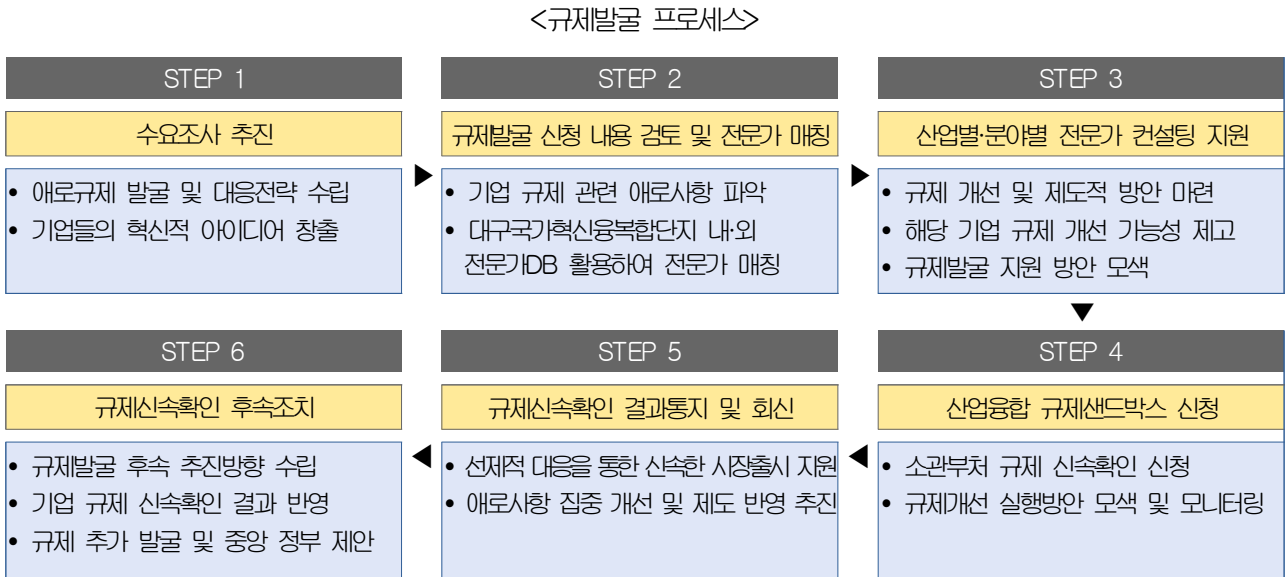 <규제발굴 프로세스>
STEP 1
수요조사 추진
• 애로규제 발굴 및 대응전략 수립
• 기업들의 혁신적 아이디어 창출
▶
STEP 2
규제발굴 신청 내용 검토 및 전문가 매칭
• 기업 규제 관련 애로사항 파악
• 대구국가혁신융복합단지 내·외
전문가DB 활용하여 전문가 매칭
▶
STEP 3
산업별·분야별 전문가 컨설팅 지원
• 규제 개선 및 제도적 방안 마련
• 해당 기업 규제 개선 가능성 제고
• 규제발굴 지원 방안 모색
▼
STEP 4
산업융합 규제샌드박스 신청
• 소관부처 규제 신속확인 신청
• 규제개선 실행방안 모색 및 모니터링
◀
STEP 5
규제신속확인 결과통지 및 회신
• 선제적 대응을 통한 신속한 시장출시 지원
• 애로사항 집중 개선 및 제도 반영 추진
◀
STEP 6
규제신속확인 후속조치
• 규제발굴 후속 추진방향 수립
• 기업 규제 신속확인 결과 반영
• 규제 추가 발굴 및 중앙 정부 제안